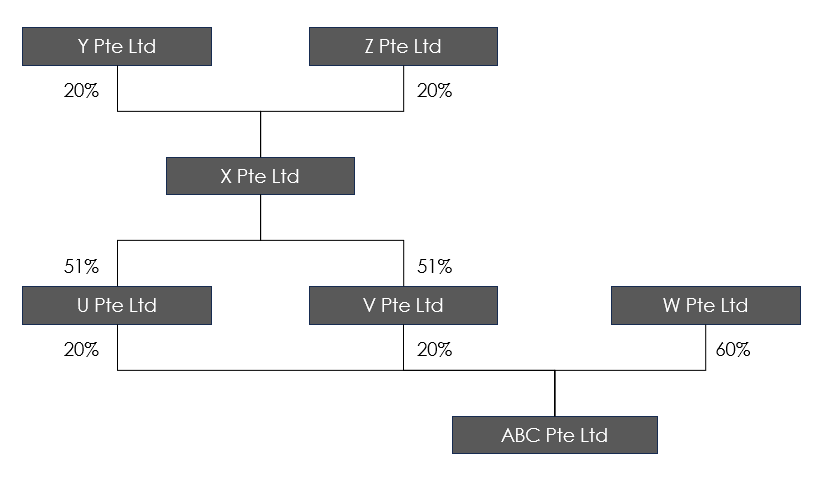 Y Pte Ltd
Z Pte Ltd
20%
20%
X Pte Ltd
51%
51%
U Pte Ltd
V Pte Ltd
W Pte Ltd
20%
20%
60%
ABC Pte Ltd